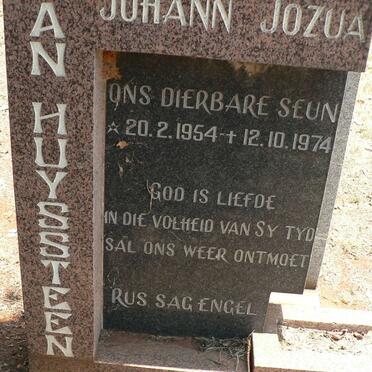 JOHANN JOZUA
AN HUYSSTEEN
ONS DIERBARE SEUN
* 20.2.1954 - + 12.10.1974
GOD IS LIEFDE
IN DIE VOLHEID VAN SY TYD
SAL ONS WEER ONTMOET
RUS SAG ENGEL